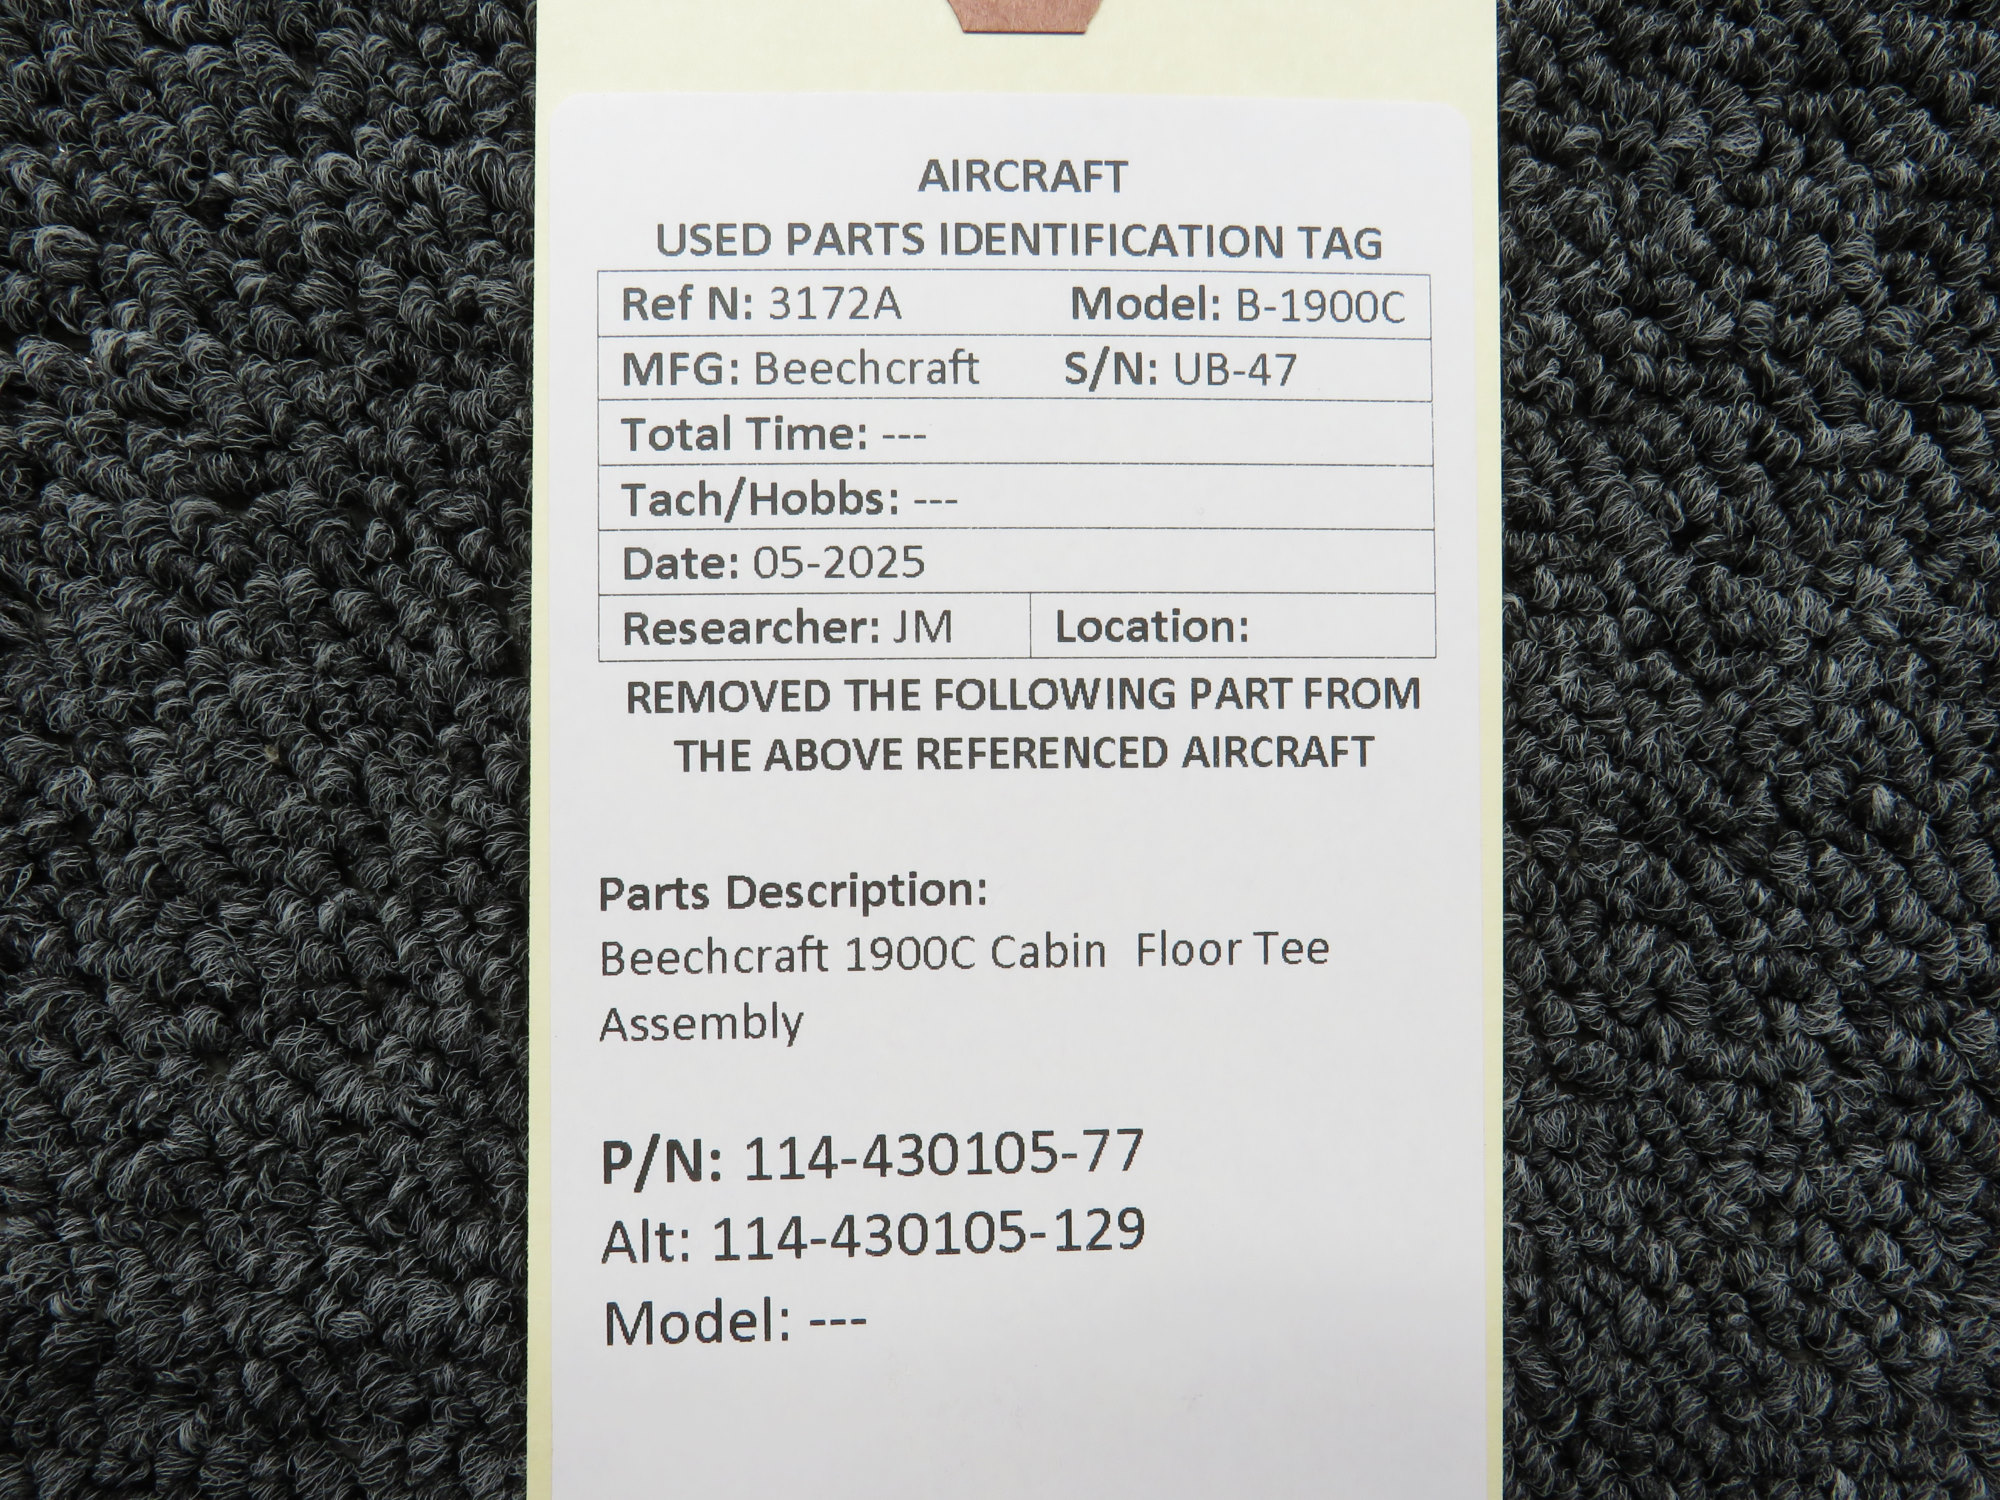 AIRCRAFT
USED PARTS IDENTIFICATION TAG
Ref N: 3172A Model: B-1900C
MFG: Beechcraft S/N: UB-47
Total Time: ---
Tach/Hobbs: ---
Date: 05-2025
Researcher: JM Location:
REMOVED THE FOLLOWING PART FROM
THE ABOVE REFERENCED AIRCRAFT
Parts Description:
Beechcraft 1900C Cabin  Floor Tee
Assembly
P/N: 114-430105-77
Alt: 114-430105-129
Model: ---